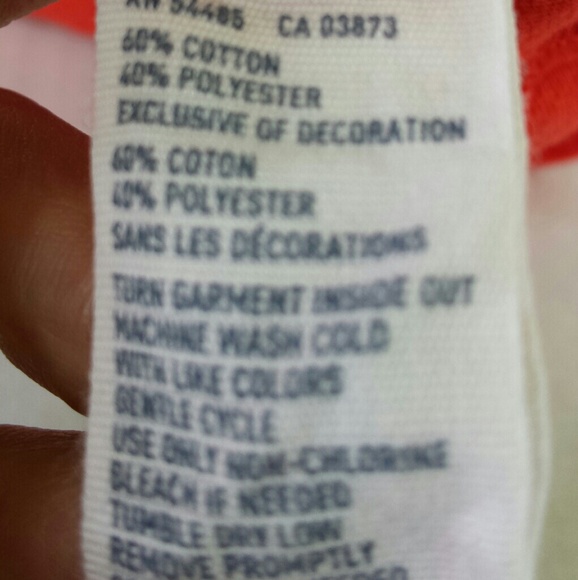 RN 54485 CA 03873
60% COTTON
40% POLYESTER
EXCLUSIVE OF DECORATION
60% COTON
40% POLYESTER
SANS LES DÉCORATIONS
TURN GARMENT INSIDE OUT
MACHINE WASH COLD
WITH LIKE COLORS
GENTLE CYCLE
USE ONLY NON-CHLORINE
BLEACH IF NEEDED
TUMBLE DRY LOW
REMOVE PROMPTLY